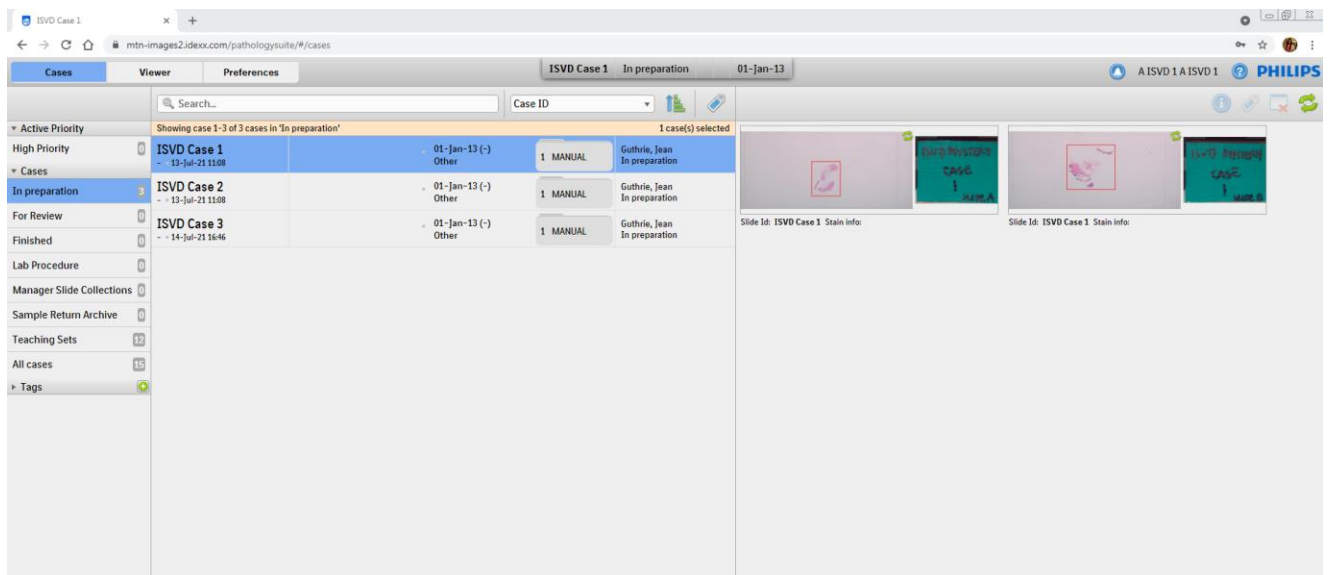 ISVD Case 1
mtn-images2.idexx.com/pathologysuite/#/cases
Cases Viewer Preferences ISVD Case 1 In preparation 01-Jan-13 A ISVD 1 A ISVD 1 PHILIPS
Search... Case ID
Active Priority
Showing case 1-3 of 3 cases in 'In preparation' 1 case(s) selected
High Priority 0
Cases
In preparation 3
For Review 0
Finished 0
Lab Procedure 0
Manager Slide Collections 0
Sample Return Archive 0
Teaching Sets 12
All cases 15
Tags
ISVD Case 1 01-Jan-13 (-) 1 MANUAL Guthrie, Jean
- - 13-Jul-21 11:08 Other In preparation
ISVD Case 2 01-Jan-13 (-) 1 MANUAL Guthrie, Jean
- - 13-Jul-21 11:08 Other In preparation
ISVD Case 3 01-Jan-13 (-) 1 MANUAL Guthrie, Jean
- - 14-Jul-21 16:46 Other In preparation
CASE
1
CASE
1
Slide Id: ISVD Case 1 Stain info:
Slide Id: ISVD Case 1 Stain info: